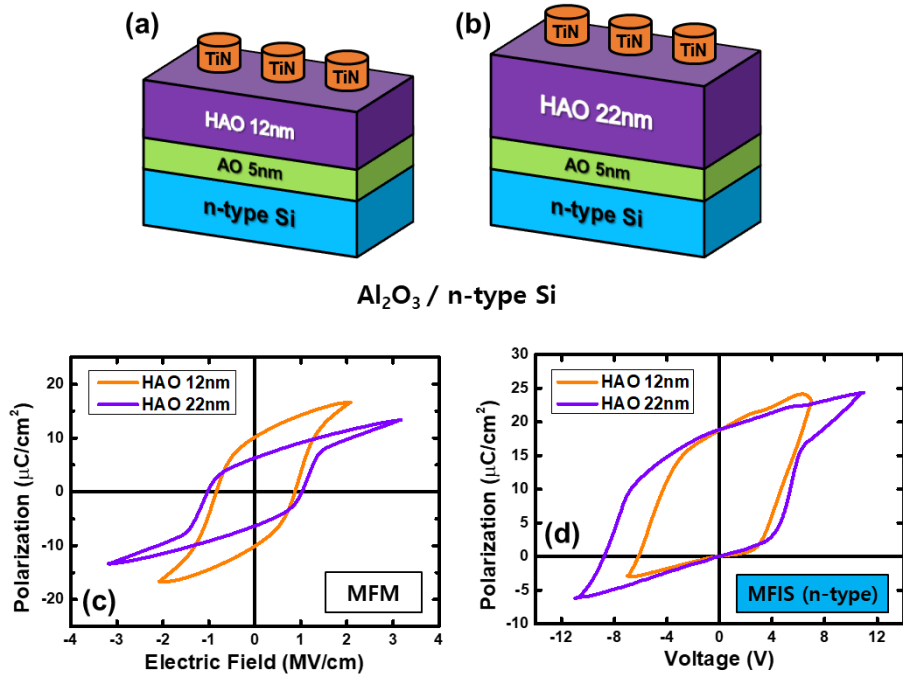 (a)
TiN TiN TiN
HAO 12nm
AO 5nm
n-type Si
(b)
TiN TiN TiN
HAO 22nm
AO 5nm
n-type Si
Al₂O₃ / n-type Si
Polarization (μC/cm²)
20
10
0
-10
-20
HAO 12nm
HAO 22nm
(c)
MFM
-4 -3 -2 -1 0 1 2 3 4
Electric Field (MV/cm)
Polarization (μC/cm²)
30
25
20
15
10
5
0
-5
-10
HAO 12nm
HAO 22nm
(d)
MFIS (n-type)
-12 -8 -4 0 4 8 12
Voltage (V)